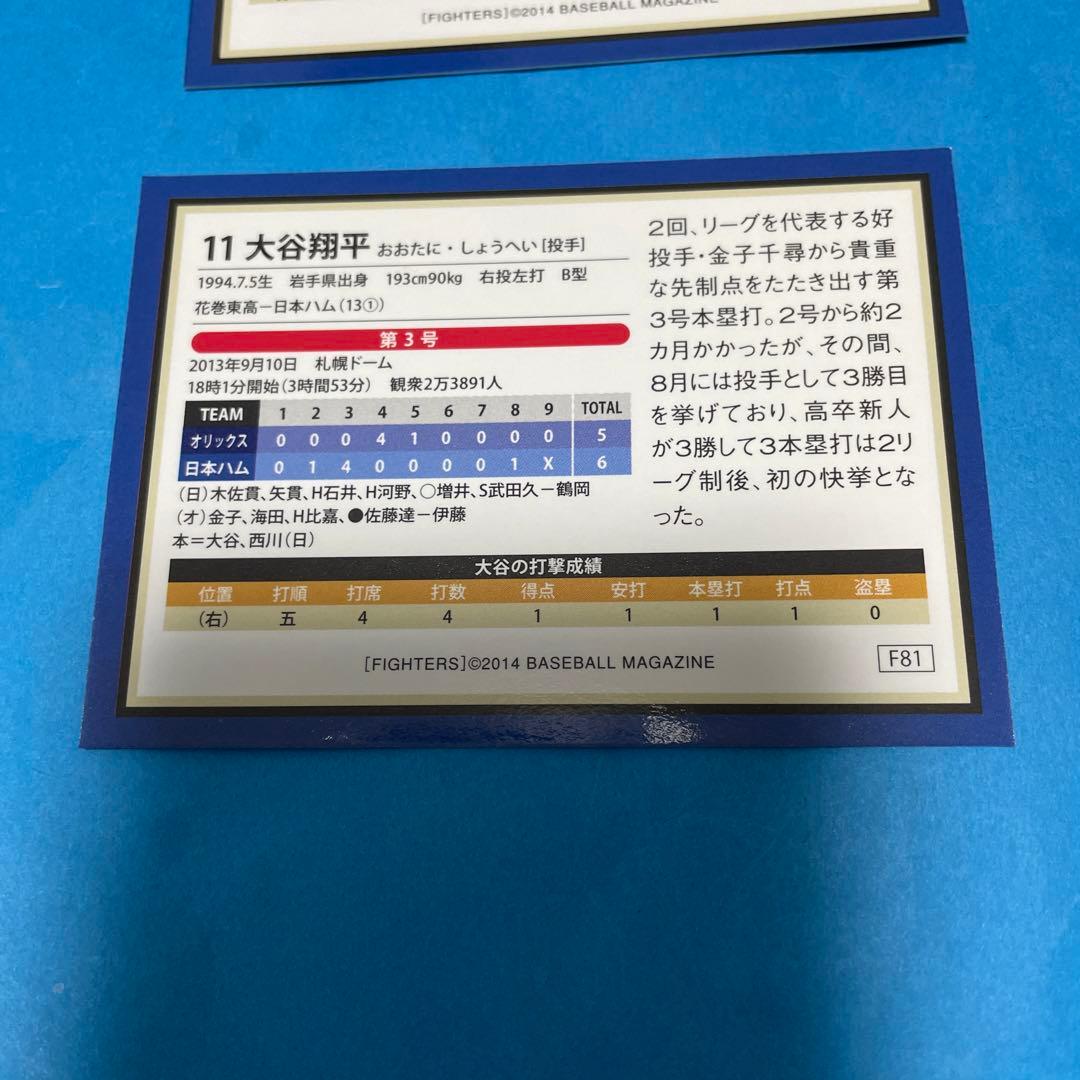 [FIGHTERS]©2014 BASEBALL MAGAZINE
11 大谷翔平 おおたに・しょうへい[投手]
1994.7.5生 岩手県出身 193cm90kg 右投左打 B型
花巻東高－日本ハム(13①)
第3号
2013年9月10日 札幌ドーム
18時1分開始(3時間53分) 観衆2万3891人
TEAM 1 2 3 4 5 6 7 8 9 TOTAL
オリックス 0 0 0 4 1 0 0 0 0 5
日本ハム 0 1 4 0 0 0 0 1 X 6
(日)木佐貫、矢貫、H石井、H河野、○増井、S武田久－鶴岡
(オ)金子、海田、H比嘉、●佐藤達－伊藤
本＝大谷、西川(日)
2回、リーグを代表する好
投手・金子千尋から貴重
な先制点をたたき出す第
3号本塁打。2号から約2
カ月かかったが、その間、
8月には投手として3勝目
を挙げており、高卒新人
が3勝して3本塁打は2リ
ーグ制後、初の快挙とな
った。
大谷の打撃成績
位置 打順 打席 打数 得点 安打 本塁打 打点 盗塁
(右) 五 4 4 1 1 1 1 0
[FIGHTERS]©2014 BASEBALL MAGAZINE
F81